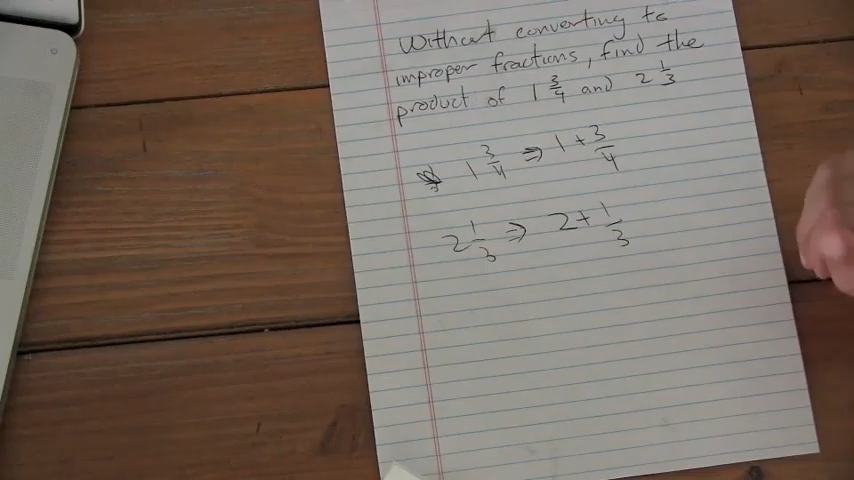 Without converting to
improper fractions, find the
product of 1 3/4 and 2 1/3
1 3/4 ⇒ 1 + 3/4
2 1/3 ⇒ 2 + 1/3